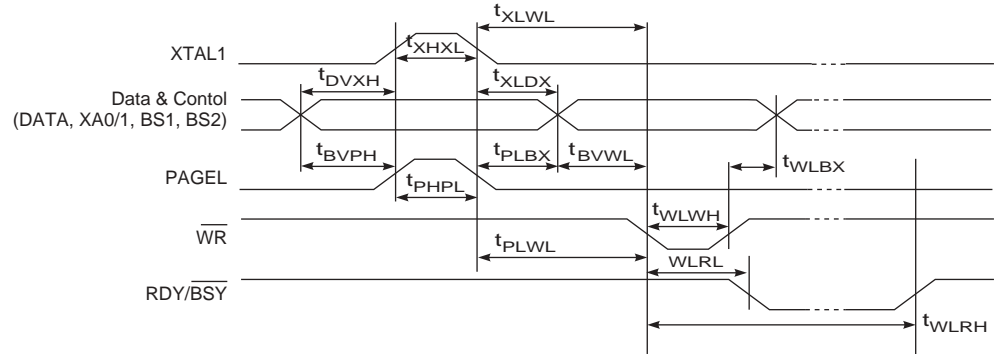 tXLWL
XTAL1
tXHXL
tDVXH
tXLDX
Data & Contol
(DATA, XA0/1, BS1, BS2)
tBVPH
tPLBX
tBVWL
tWLBX
PAGEL
tPHPL
WR
tWLWH
tPLWL
WLRL
RDY/BSY
tWLRH